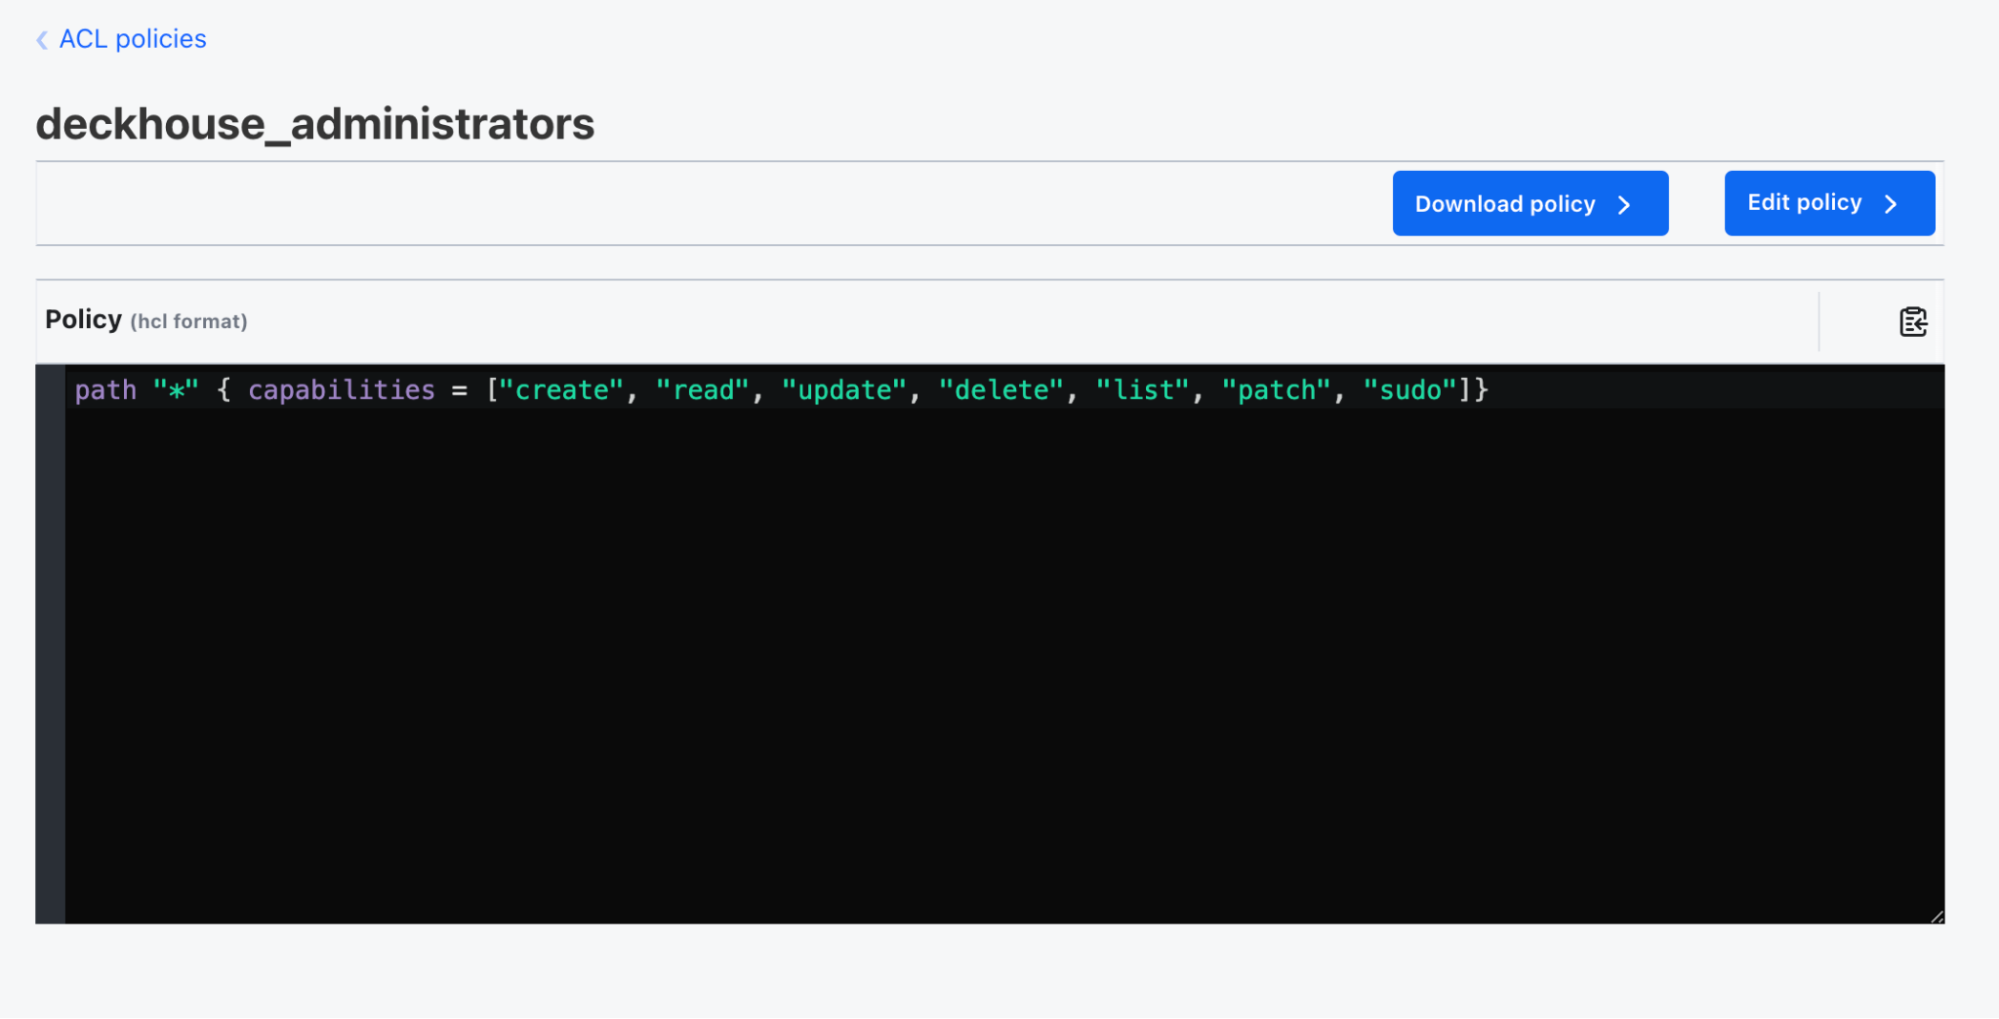 ACL policies
deckhouse_administrators
Download policy
Edit policy
Policy (hcl format)
path "*" { capabilities = ["create", "read", "update", "delete", "list", "patch", "sudo"]}